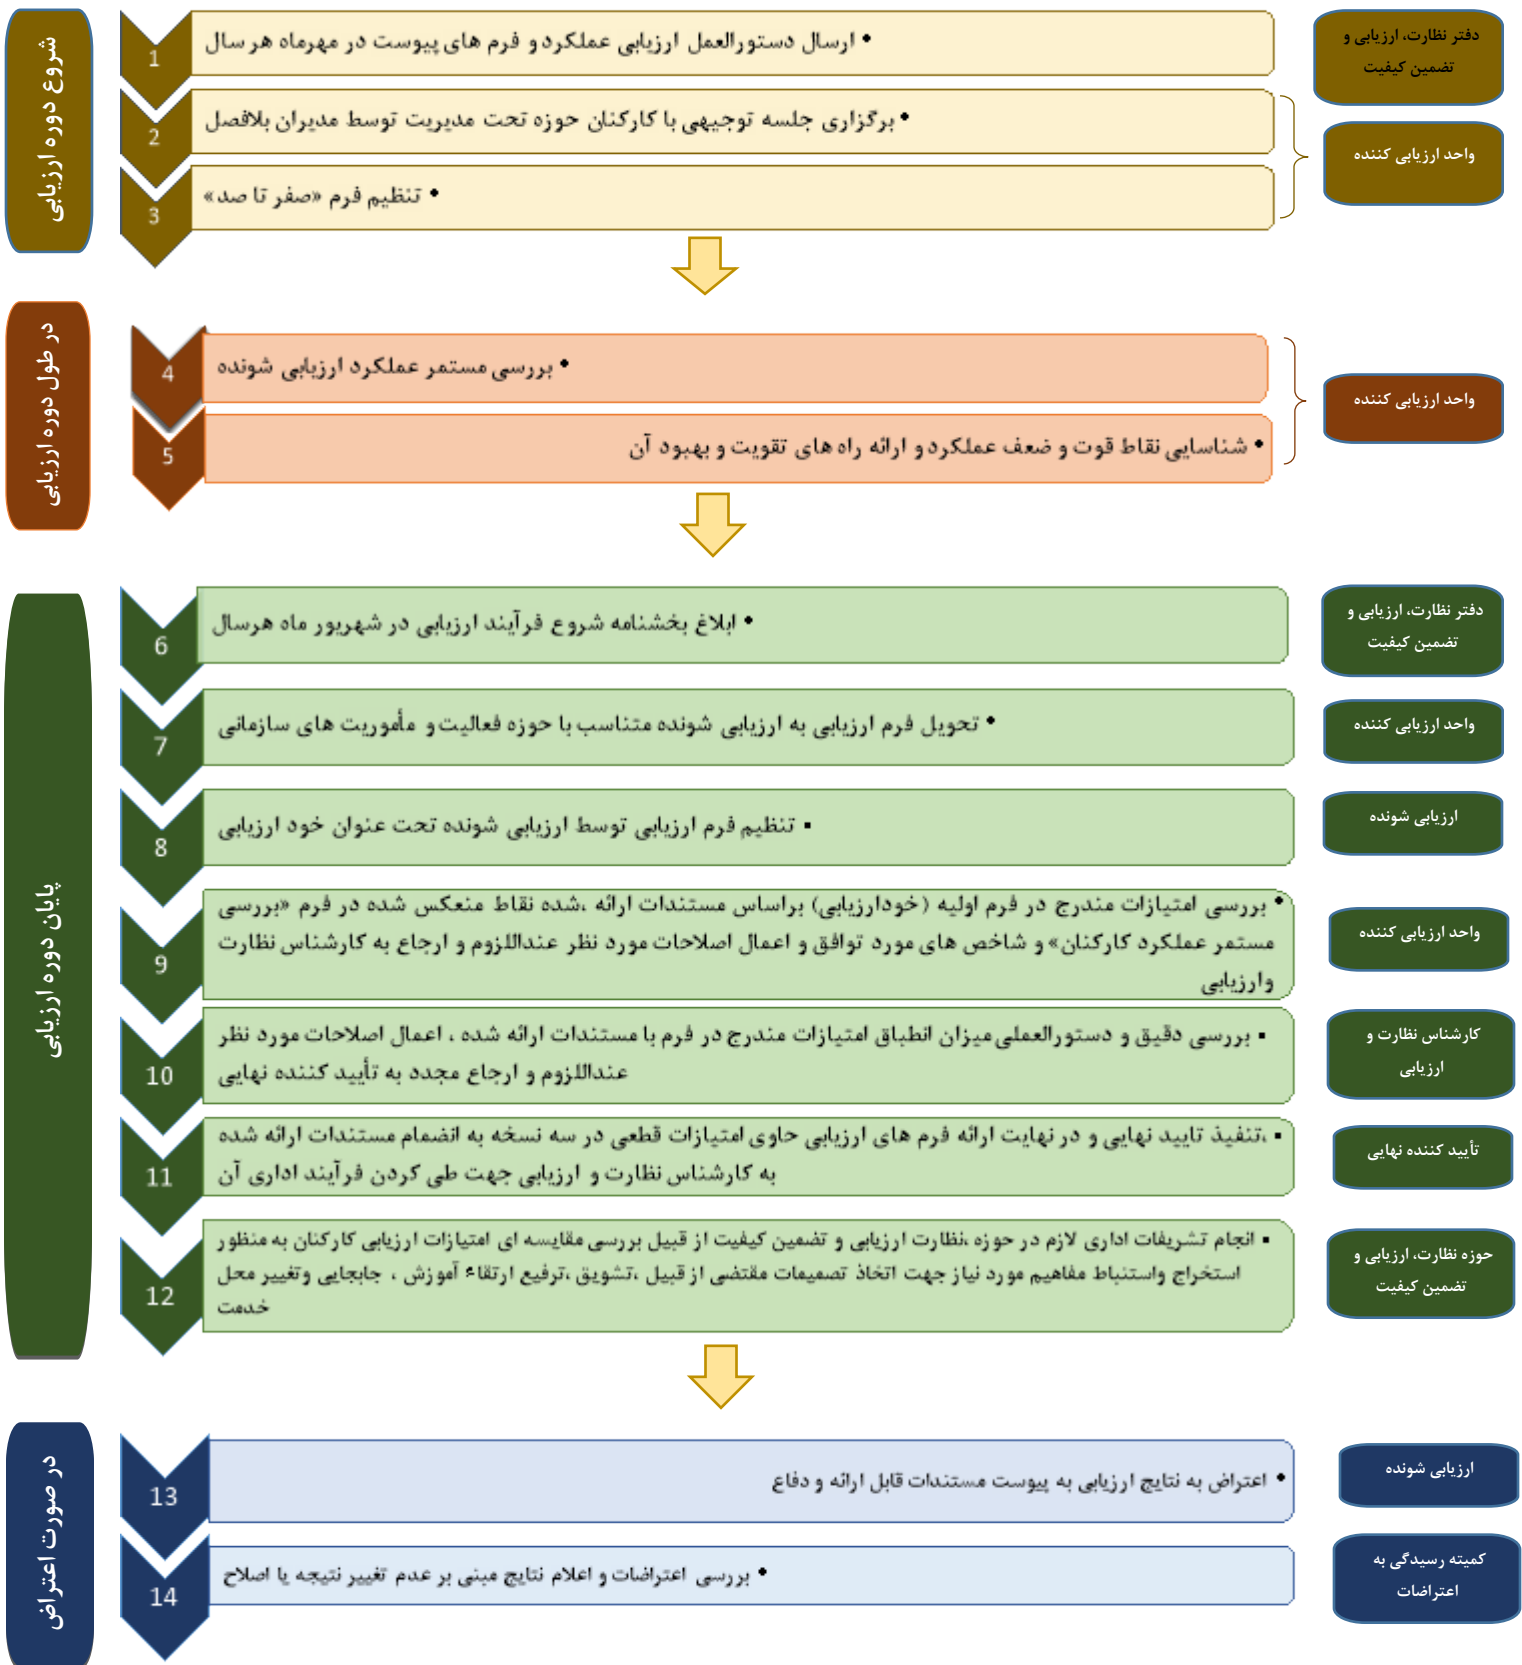 شروع دوره ارزیابی
1
• ارسال دستورالعمل ارزیابی عملکرد و فرم های پیوست در مهرماه هر سال
دفتر نظارت، ارزیابی و
تضمین کیفیت
2
• برگزاری جلسه توجیهی با کارکنان حوزه تحت مدیریت توسط مدیران بلافصل
واحد ارزیابی کننده
3
• تنظیم فرم «صفر تا صد»
در طول دوره ارزیابی
4
• بررسی مستمر عملکرد ارزیابی شونده
واحد ارزیابی کننده
5
• شناسایی نقاط قوت و ضعف عملکرد و ارائه راه های تقویت و بهبود آن
پایان دوره ارزیابی
6
• ابلاغ بخشنامه شروع فرآیند ارزیابی در شهریور ماه هرسال
دفتر نظارت، ارزیابی و
تضمین کیفیت
7
• تحویل فرم ارزیابی به ارزیابی شونده متناسب با حوزه فعالیت و مأموریت های سازمانی
واحد ارزیابی کننده
8
▪ تنظیم فرم ارزیابی توسط ارزیابی شونده تحت عنوان خود ارزیابی
ارزیابی شونده
9
• بررسی امتیازات مندرج در فرم اولیه (خودارزیابی) براساس مستندات ارائه ،شده نقاط منعکس شده در فرم «بررسی
مستمر عملکرد کارکنان» و شاخص های مورد توافق و اعمال اصلاحات مورد نظر عنداللزوم و ارجاع به کارشناس نظارت
وارزیابی
واحد ارزیابی کننده
10
▪ بررسی دقیق و دستورالعملی میزان انطباق امتیازات مندرج در فرم با مستندات ارائه شده ، اعمال اصلاحات مورد نظر
عنداللزوم و ارجاع مجدد به تأیید کننده نهایی
کارشناس نظارت و
ارزیابی
11
▪ ،تنفیذ تایید نهایی و در نهایت ارائه فرم های ارزیابی حاوی امتیازات قطعی در سه نسخه به انضمام مستندات ارائه شده
به کارشناس نظارت و ارزیابی جهت طی کردن فرآیند اداری آن
تأیید کننده نهایی
12
▪ انجام تشریفات اداری لازم در حوزه ،نظارت ارزیابی و تضمین کیفیت از قبیل بررسی مقایسه ای امتیازات ارزیابی کارکنان به منظور
استخراج واستنباط مفاهیم مورد نیاز جهت اتخاذ تصمیمات مقتضی از قبیل ،تشویق ،ترفیع ارتقاء آموزش ، جابجایی وتغییر محل
خدمت
حوزه نظارت، ارزیابی و
تضمین کیفیت
در صورت اعتراض
13
• اعتراض به نتایج ارزیابی به پیوست مستندات قابل ارائه و دفاع
ارزیابی شونده
14
• بررسی اعتراضات و اعلام نتایج مبنی بر عدم تغییر نتیجه یا اصلاح
کمیته رسیدگی به
اعتراضات